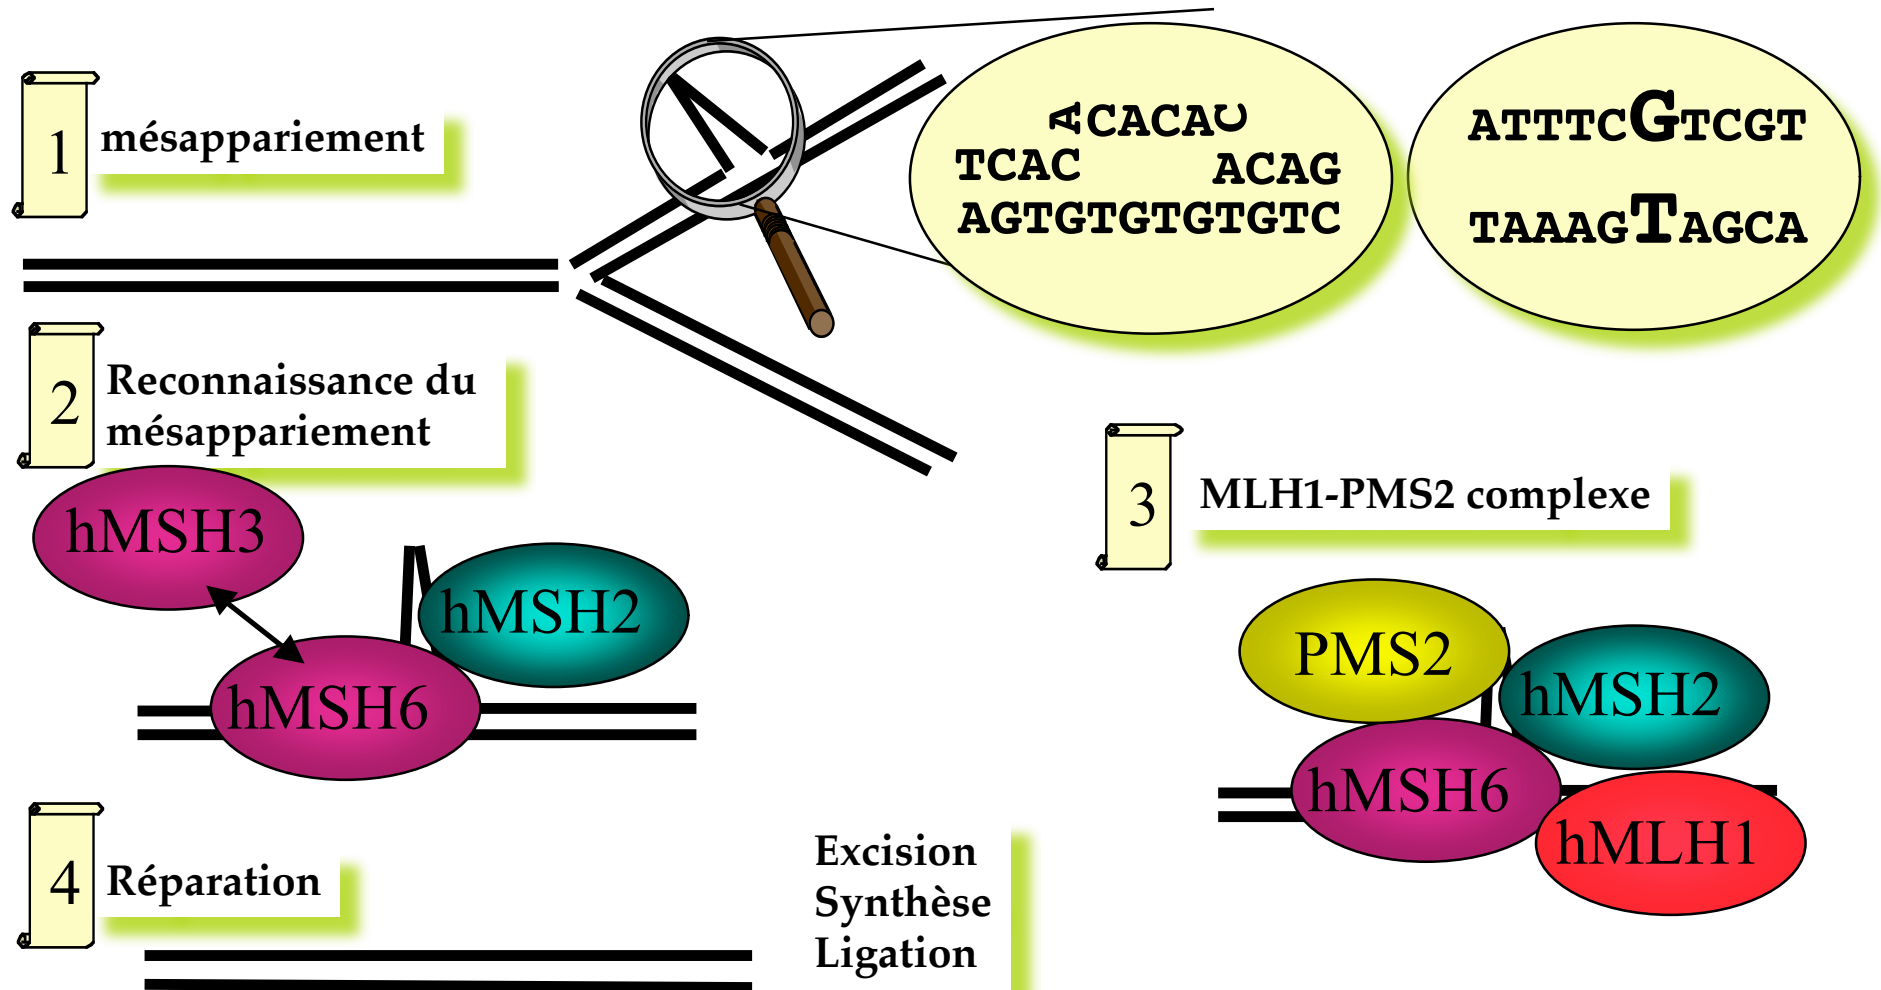 1
mésappariement
ACACAC
TCAC ACAG
AGTGTGTGTGTC
ATTTCGTCGT
TAAAGTAGCA
2
Reconnaissance du
mésappariement
hMSH3
hMSH2
hMSH6
3
MLH1-PMS2 complexe
PMS2
hMSH2
hMSH6
hMLH1
4
Réparation
Excision
Synthèse
Ligation